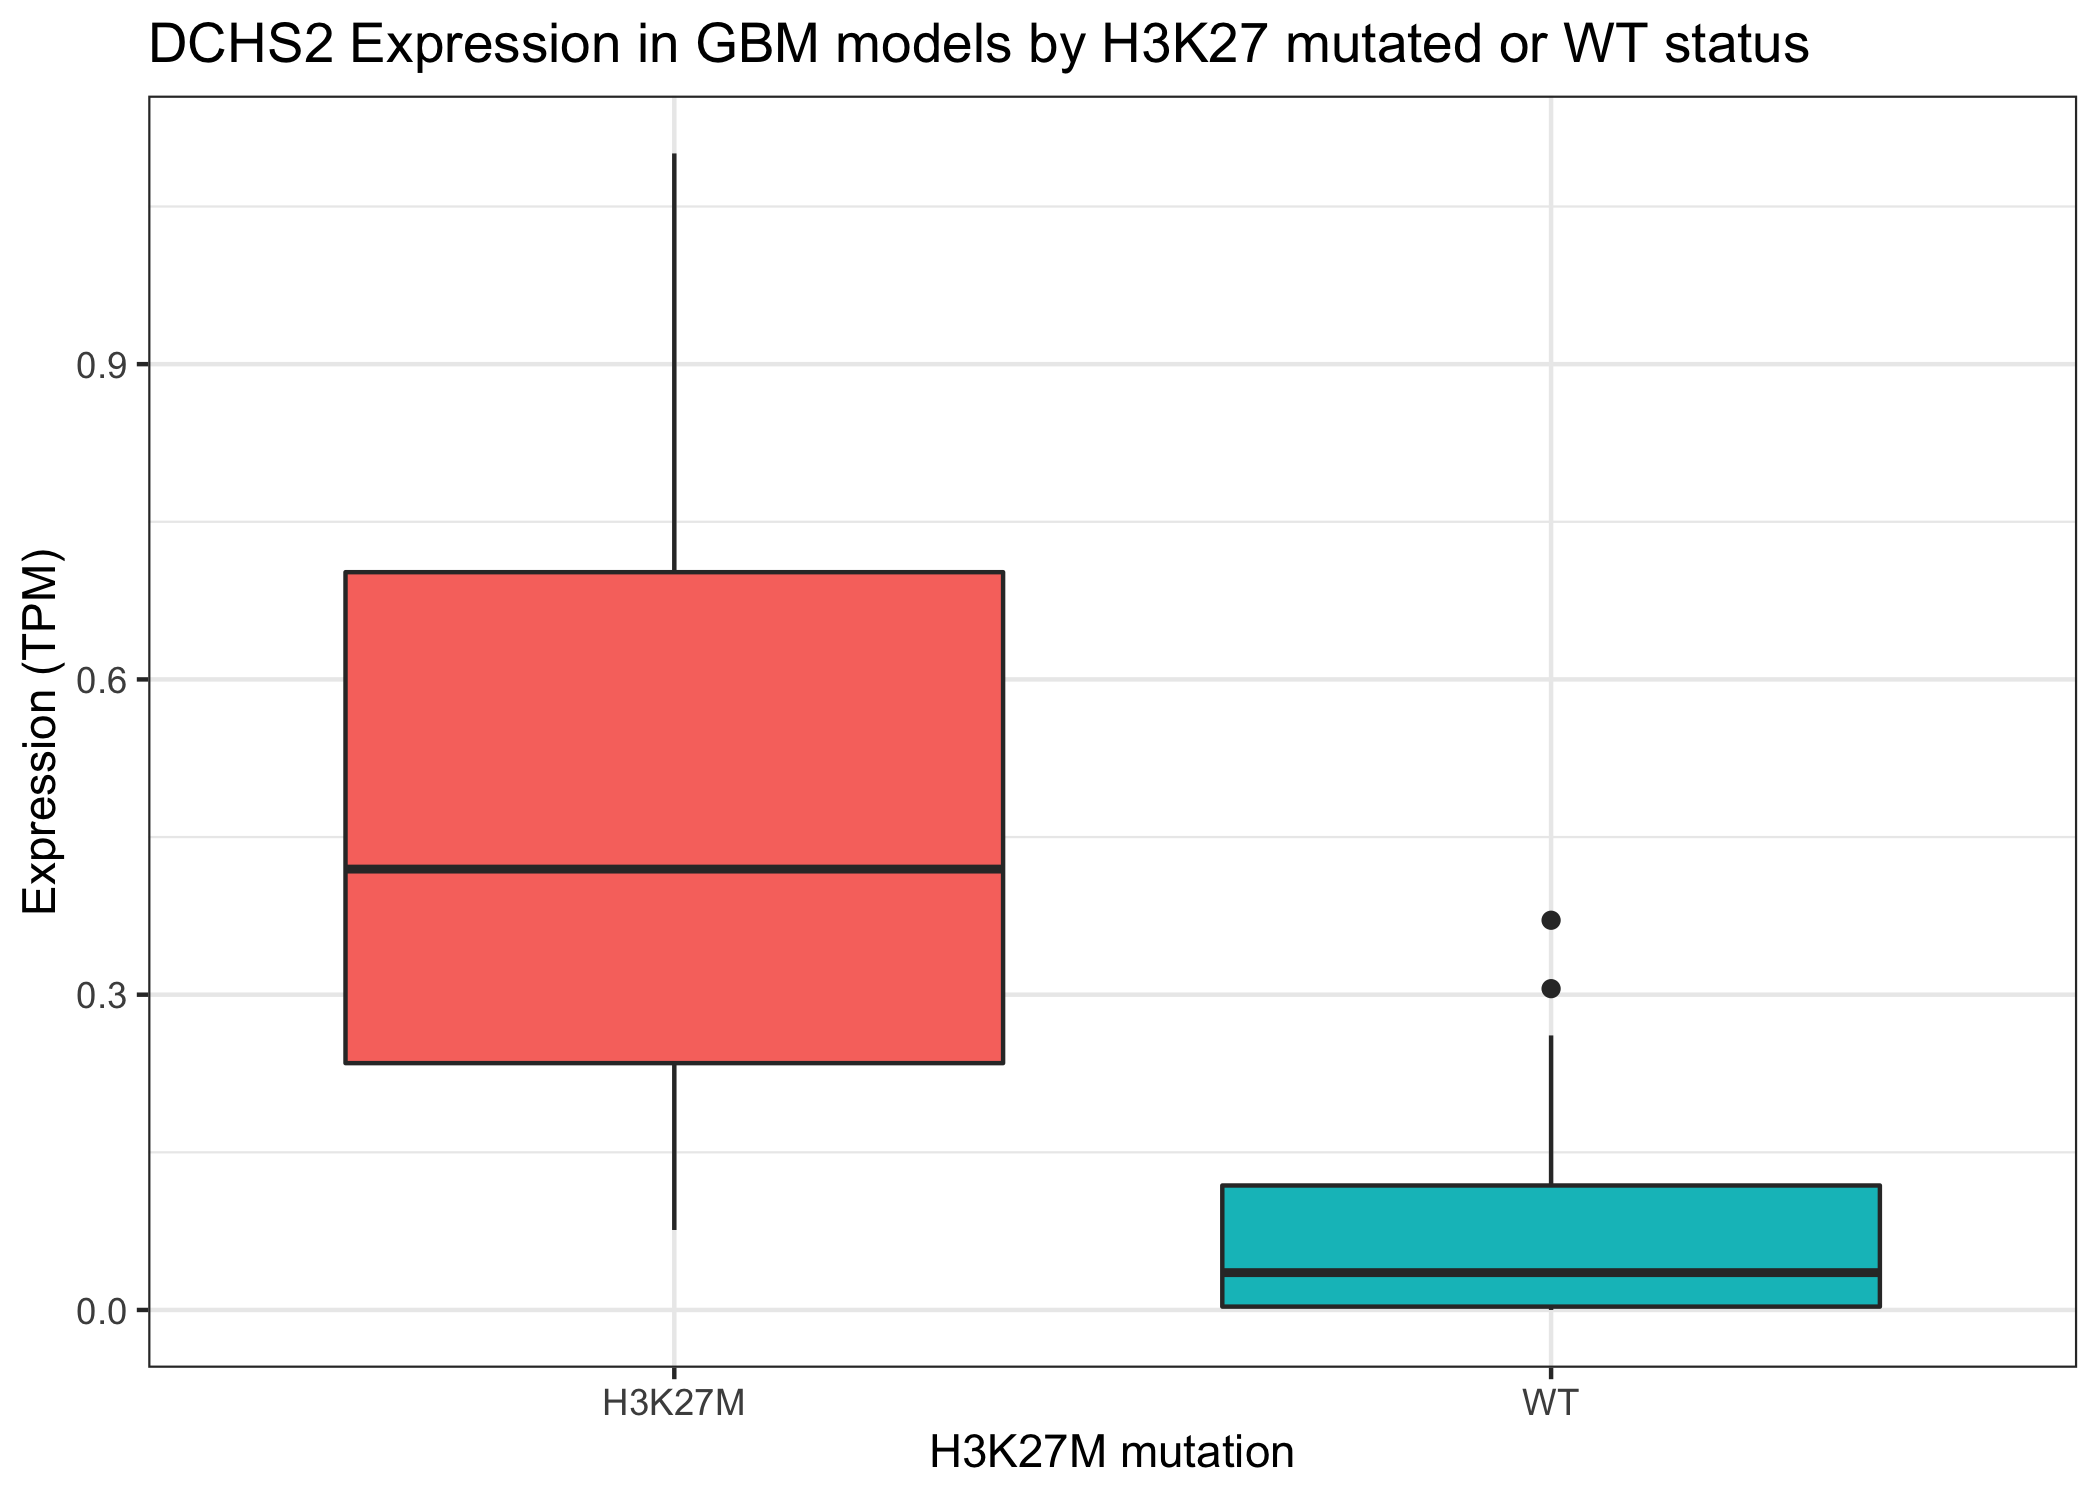 DCHS2 Expression in GBM models by H3K27 mutated or WT status
Expression (TPM)
0.9
0.6
0.3
0.0
H3K27M
WT
H3K27M mutation